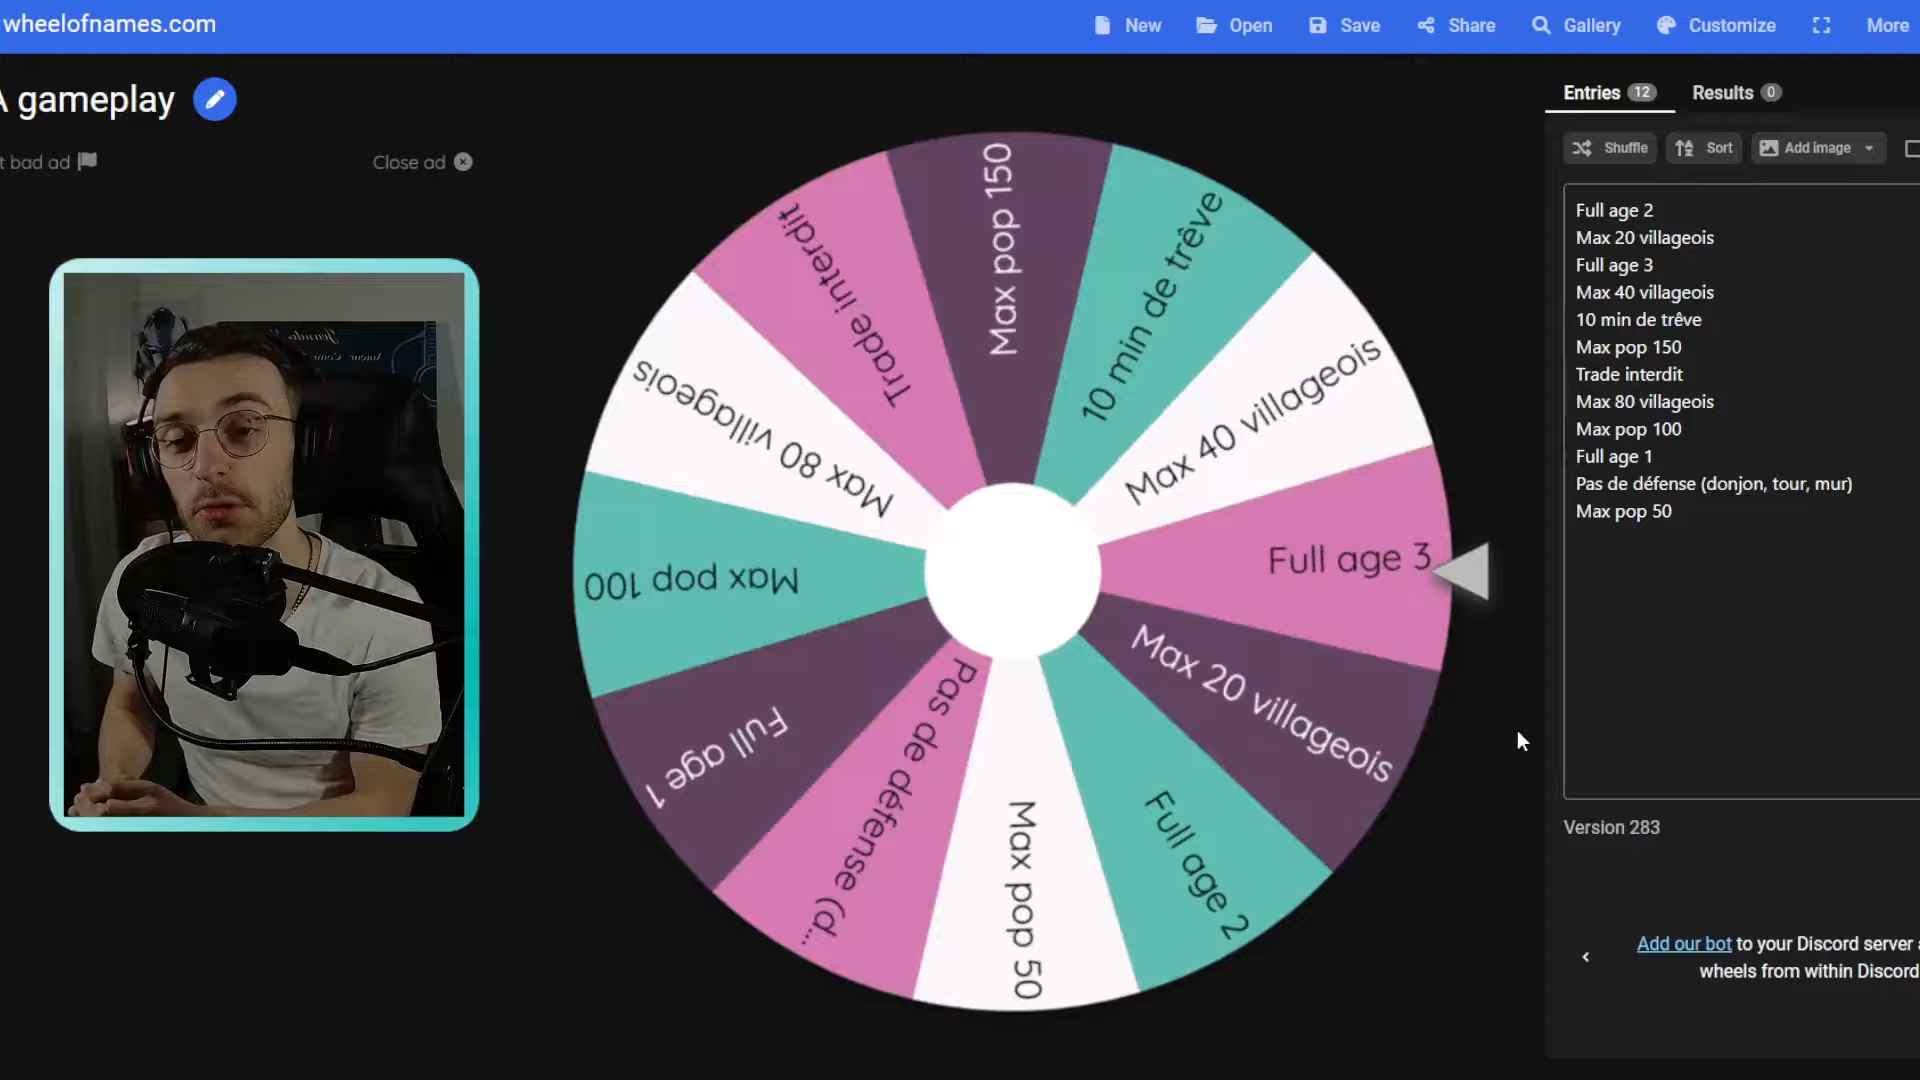 wheelofnames.com
New
Open
Save
Share
Gallery
Customize
More
A gameplay
t bad ad
Close ad
Entries 12
Results 0
Shuffle
Sort
Add image
Full age 2
Max 20 villageois
Full age 3
Max 40 villageois
10 min de trêve
Max pop 150
Trade interdit
Max 80 villageois
Max pop 100
Full age 1
Pas de défense (donjon, tour, mur)
Max pop 50
Version 283
Add our bot to your Discord server a
wheels from within Discord
Max pop 150
10 min de trêve
Max 40 villageois
Full age 3
Max 20 villageois
Full age 2
Max pop 50
Pas de défense (d...
Full age 1
Max pop 100
Max 80 villageois
Trade interdit